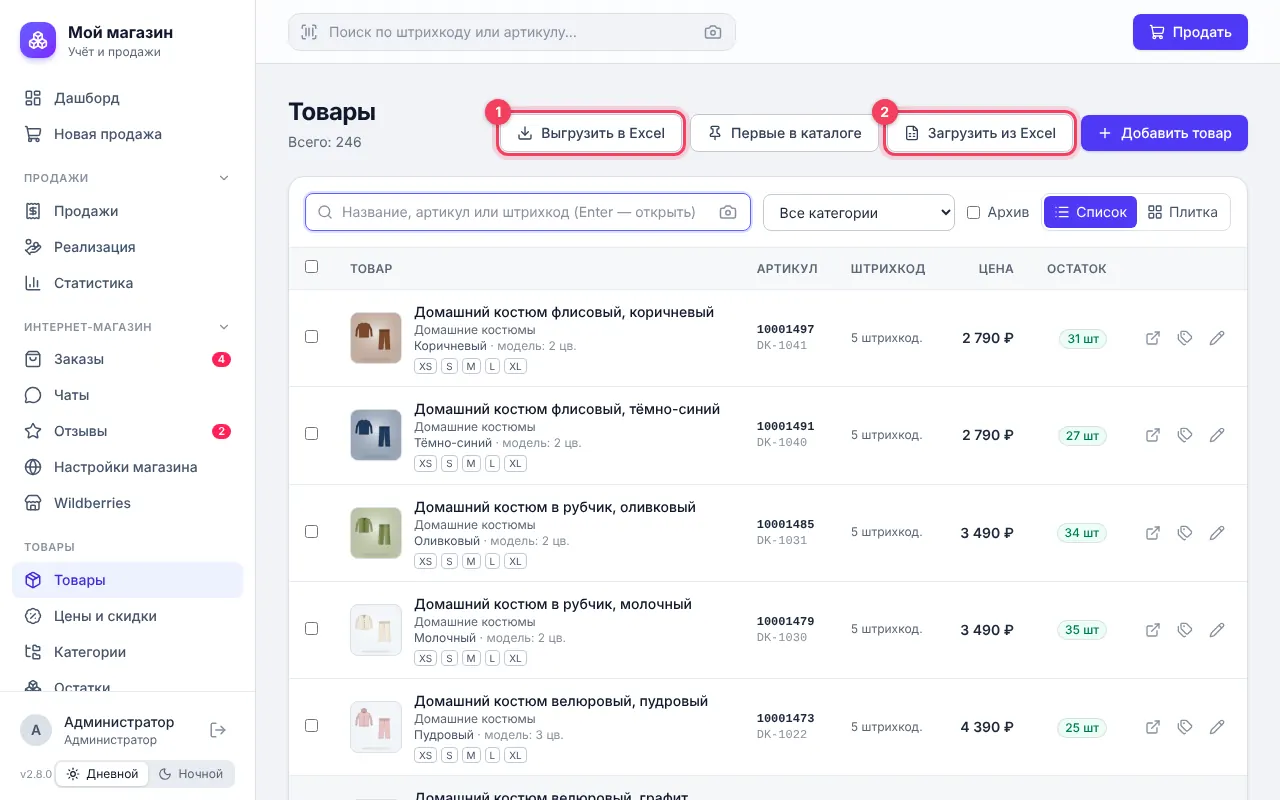 Мой магазин
Учёт и продажи
Дашборд
Новая продажа
ПРОДАЖИ
Продажи
Реализация
Статистика
ИНТЕРНЕТ-МАГАЗИН
Заказы 4
Чаты
Отзывы 2
Настройки магазина
Wildberries
ТОВАРЫ
Товары
Цены и скидки
Категории
Остатки
A
Администратор
Администратор
v2.8.0 Дневной Ночной
Поиск по штрихкоду или артикулу...
Продать
Товары
Всего: 246
1 Выгрузить в Excel
Первые в каталоге
2 Загрузить из Excel
Добавить товар
Название, артикул или штрихкод (Enter — открыть)
Все категории
Архив
Список
Плитка
ТОВАР АРТИКУЛ ШТРИХКОД ЦЕНА ОСТАТОК
Домашний костюм флисовый, коричневый
Домашние костюмы
Коричневый · модель: 2 цв.
XS S M L XL
10001497
DK-1041
5 штрихкод. 2 790 ₽ 31 шт
Домашний костюм флисовый, тёмно-синий
Домашние костюмы
Тёмно-синий · модель: 2 цв.
XS S M L XL
10001491
DK-1040
5 штрихкод. 2 790 ₽ 27 шт
Домашний костюм в рубчик, оливковый
Домашние костюмы
Оливковый · модель: 2 цв.
XS S M L XL
10001485
DK-1031
5 штрихкод. 3 490 ₽ 34 шт
Домашний костюм в рубчик, молочный
Домашние костюмы
Молочный · модель: 2 цв.
XS S M L XL
10001479
DK-1030
5 штрихкод. 3 490 ₽ 35 шт
Домашний костюм велюровый, пудровый
Домашние костюмы
Пудровый · модель: 3 цв.
XS S M L XL
10001473
DK-1022
5 штрихкод. 4 390 ₽ 25 шт
Домашний костюм велюровый, графит